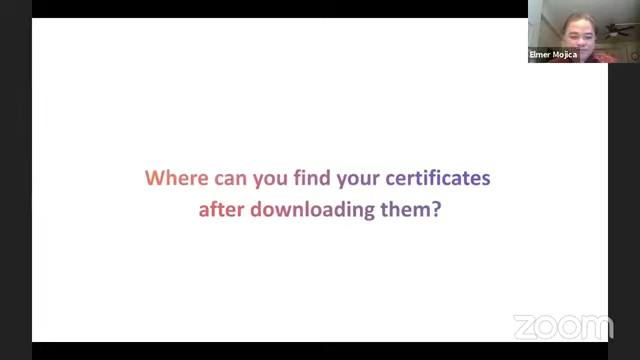 Elmer Mojica
Where can you find your certificates
after downloading them?
zoom